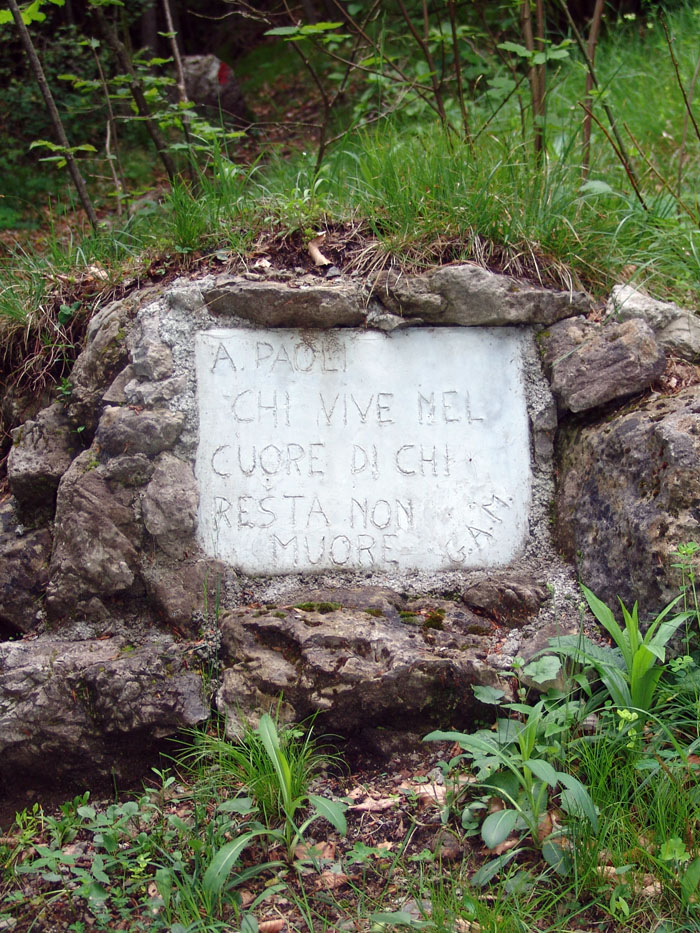 A. PAOLI
CHI VIVE NEL
CUORE DI CHI
RESTA NON
MUORE
G.A.M.